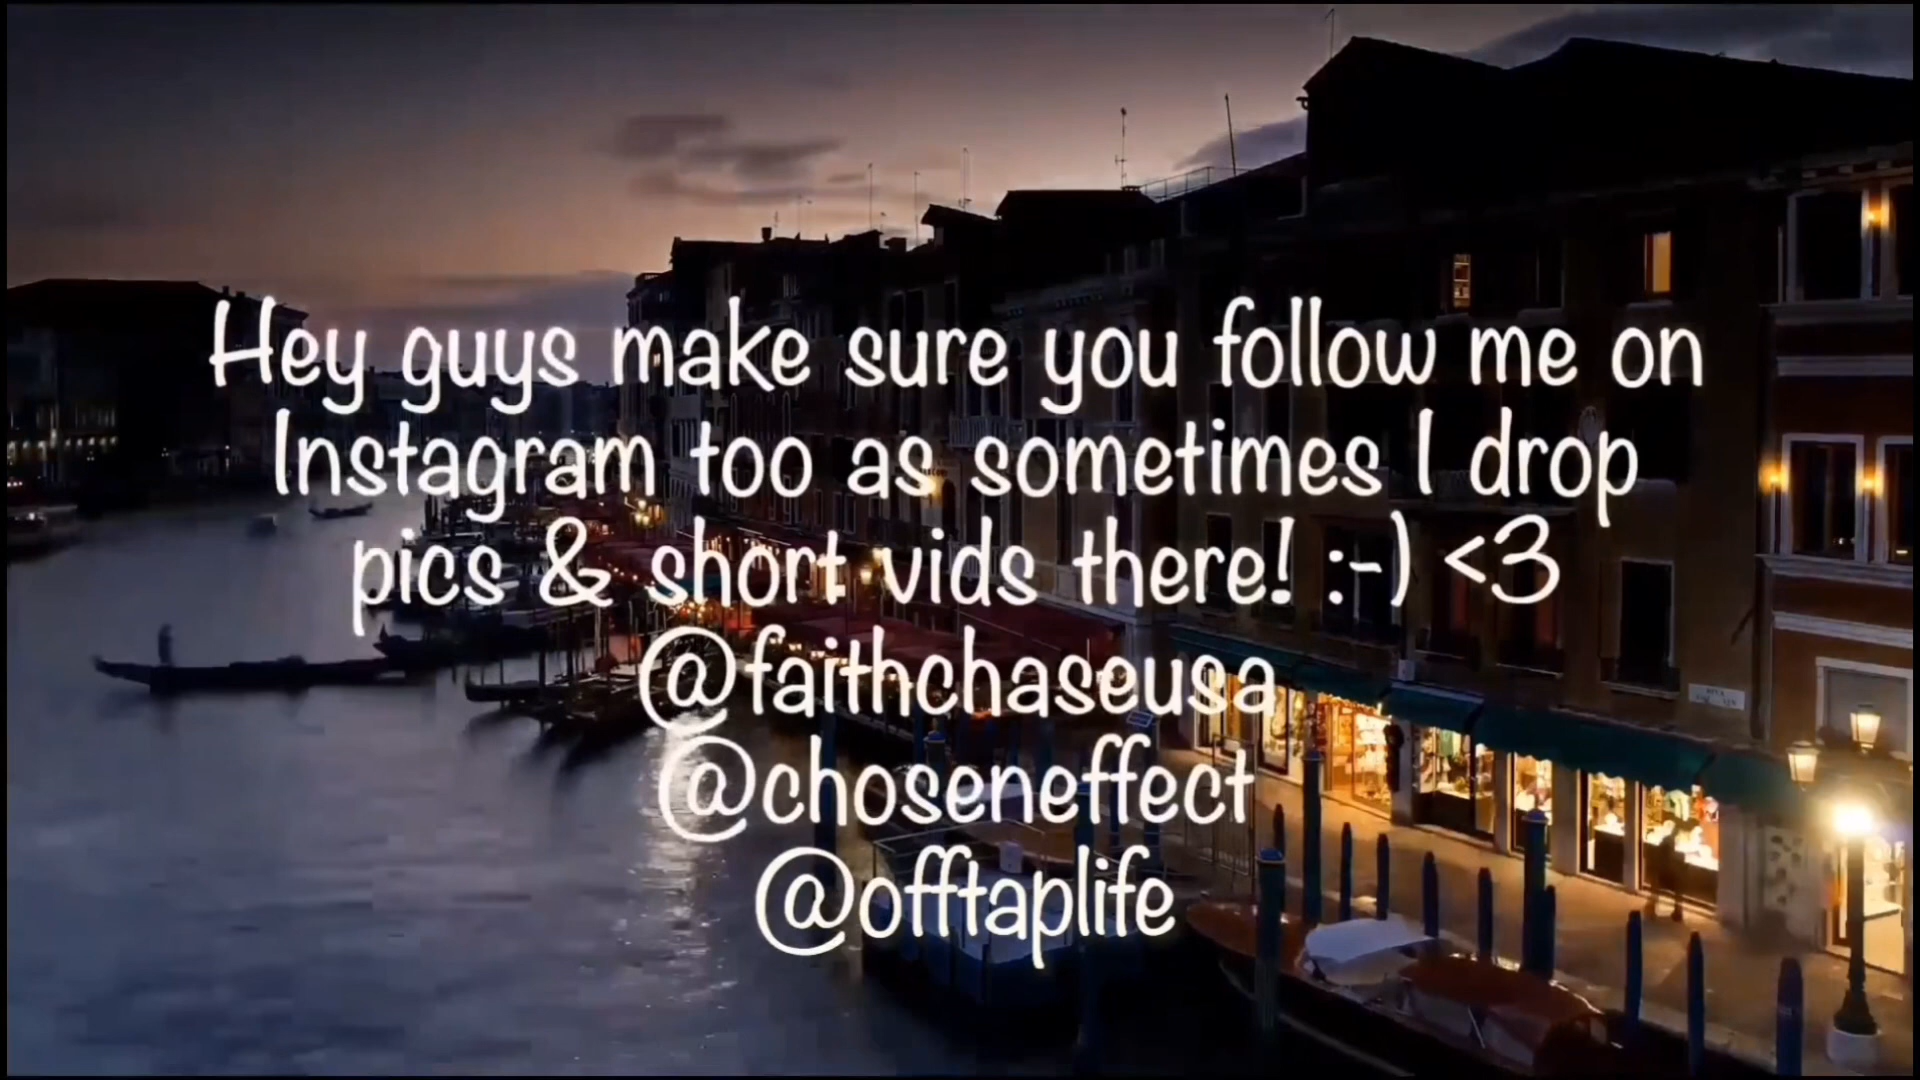 Hey guys make sure you follow me on
Instagram too as sometimes I drop
pics & short vids there! :-) <3
@faithchaseusa
@choseneffect
@offtaplife